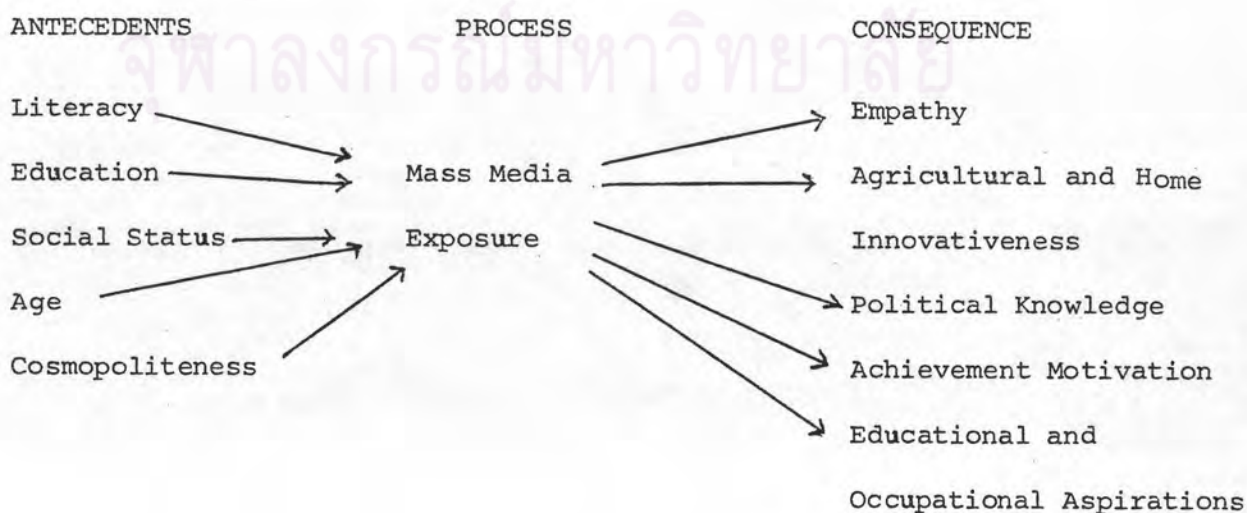 ANTECEDENTS PROCESS CONSEQUENCE
จุฬาลงกรณ์มหาวิทยาลัย
Literacy Empathy
Education Mass Media Agricultural and Home
Social Status Exposure Innovativeness
Age Political Knowledge
Cosmopoliteness Achievement Motivation
Educational and
Occupational Aspirations